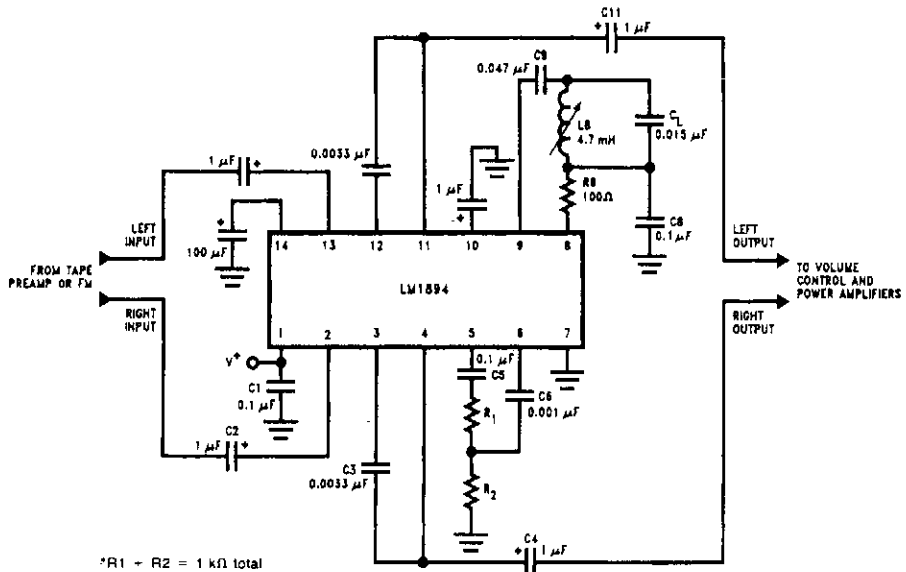 C11
+ 1 μF
C9
0.047 μF
L8
4.7 mH
CL
0.015 μF
1 μF +
0.0033 μF
1 μF
+
R8
100Ω
C8
0.1 μF
+
100 μF
LEFT
INPUT
14 13 12 11 10 9 8
LEFT
OUTPUT
FROM TAPE
PREAMP OR FM
LM1894
TO VOLUME
CONTROL AND
POWER AMPLIFIERS
RIGHT
INPUT
RIGHT
OUTPUT
1 2 3 4 5 6 7
V+
C1
0.1 μF
0.1 μF
C5
C6
0.001 μF
R1
C2
1 μF +
C3
0.0033 μF
R2
C4
+ 1 μF
*R1 + R2 = 1 kΩ total